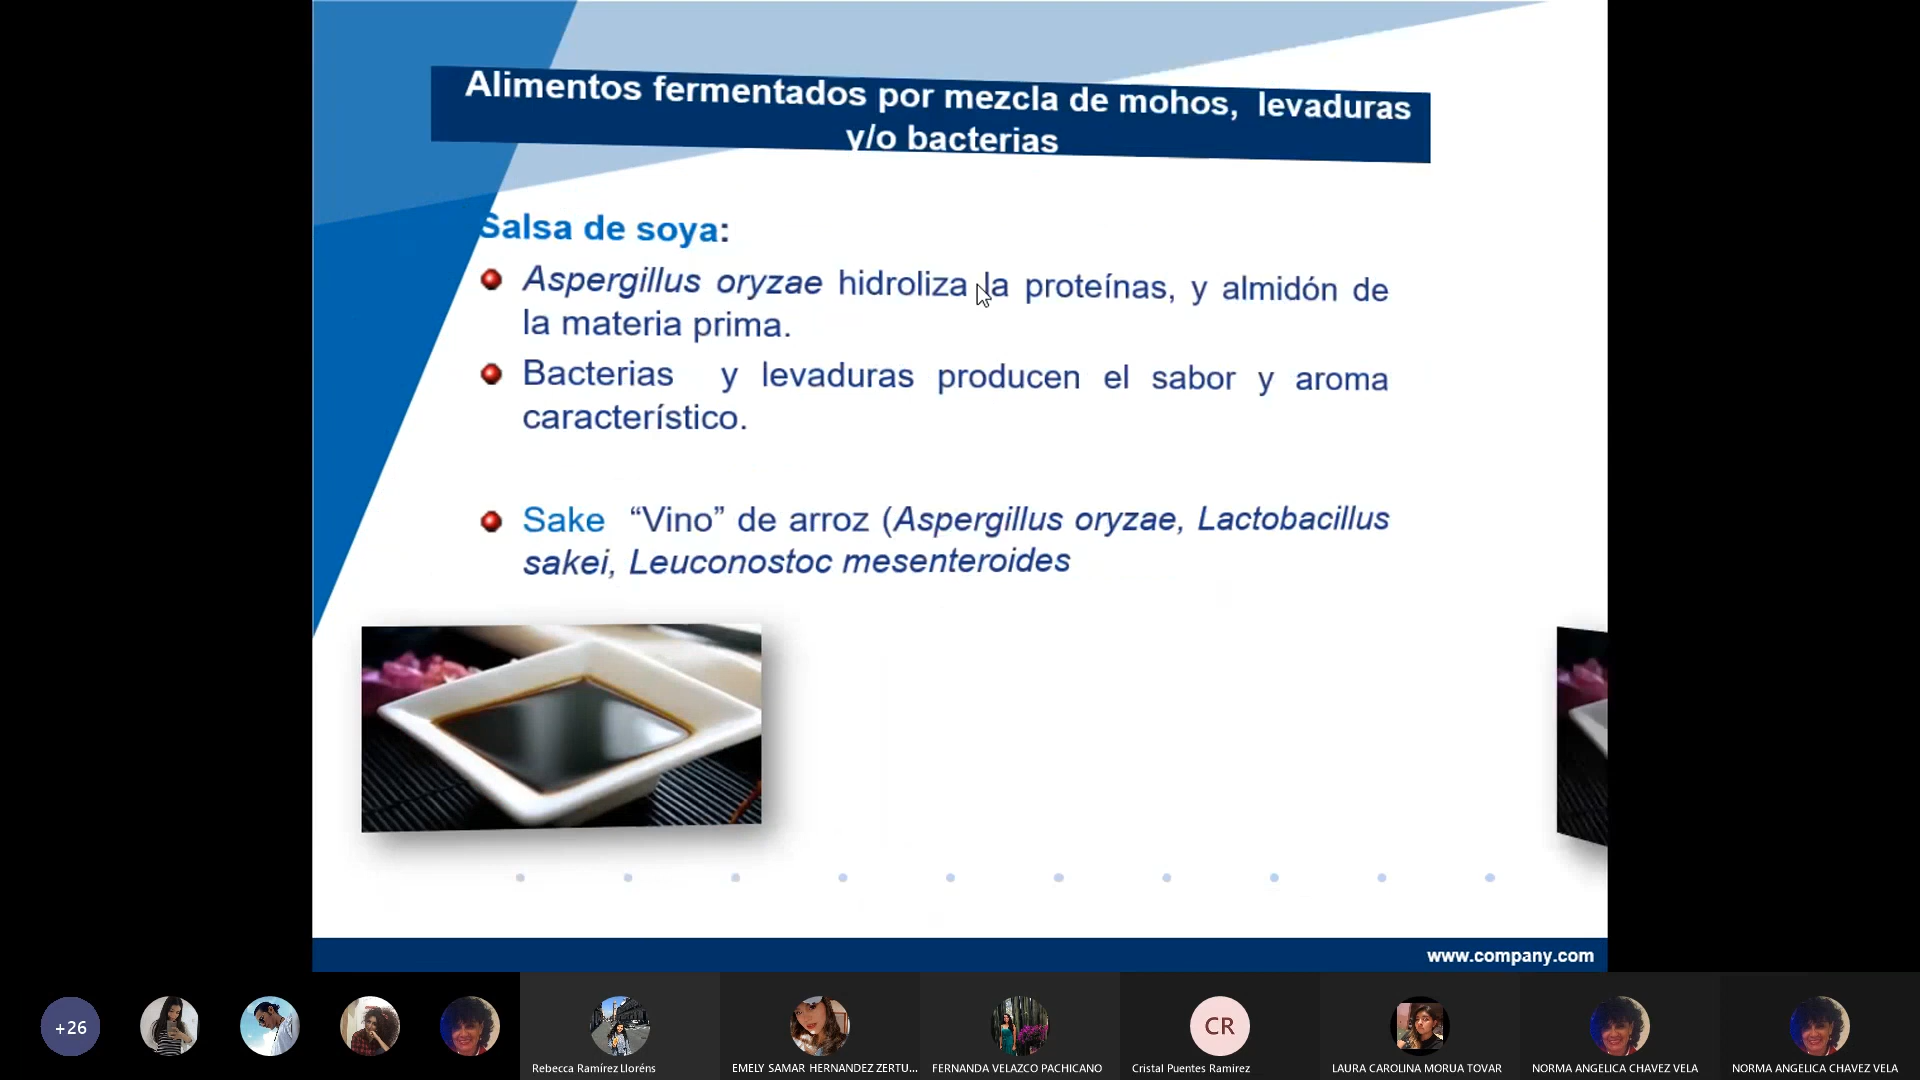 Alimentos fermentados por mezcla de mohos, levaduras
y/o bacterias
Salsa de soya:
Aspergillus oryzae hidroliza la proteínas, y almidón de
la materia prima.
Bacterias y levaduras producen el sabor y aroma
característico.
Sake “Vino” de arroz (Aspergillus oryzae, Lactobacillus
sakei, Leuconostoc mesenteroides
www.company.com
+26
CR
Rebecca Ramírez Lloréns
EMELY SAMAR HERNANDEZ ZERTU...
FERNANDA VELAZCO PACHICANO
Cristal Puentes Ramirez
LAURA CAROLINA MORUA TOVAR
NORMA ANGELICA CHAVEZ VELA
NORMA ANGELICA CHAVEZ VELA